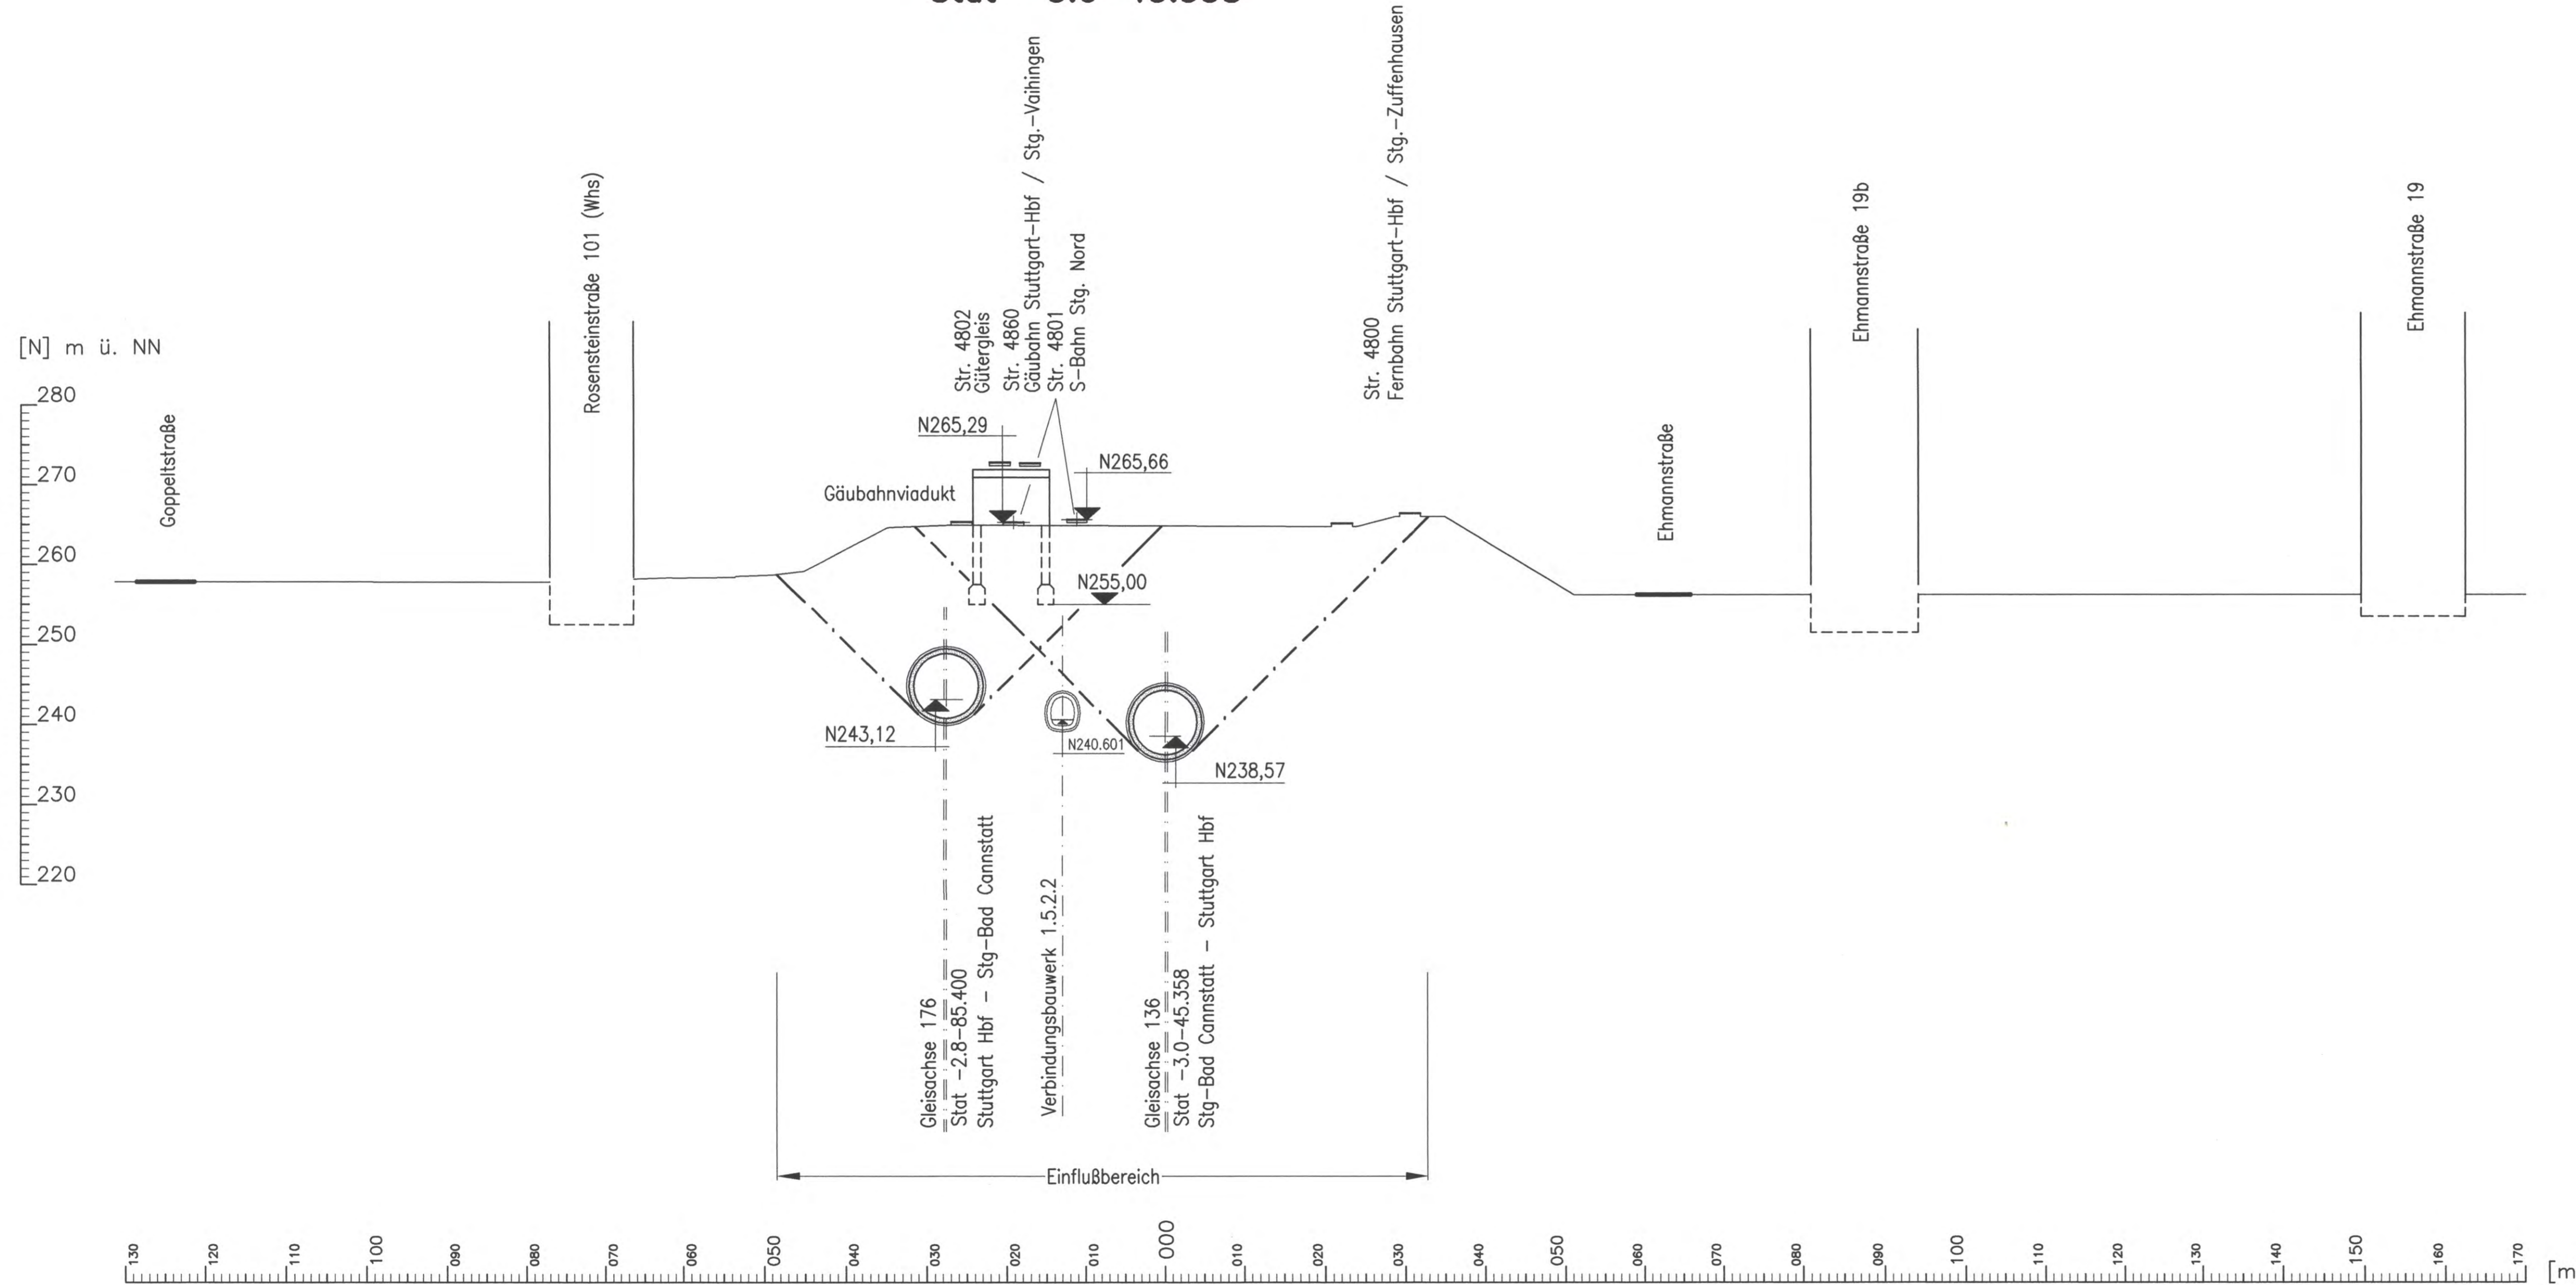 Stg.-Vaihingen
Gäubahn Stuttgart-Hbf / Stg.-Vaihingen
Str. 4860
Str. 4802
Gütergleis
Str. 4801
S-Bahn Stg. Nord
Str. 4800
Fernbahn Stuttgart-Hbf / Stg.-Zuffenhausen
Rosensteinstraße 101 (Whs)
Ehmannstraße 19b
Ehmannstraße 19
[N] m ü. NN
280
270
260
250
240
230
220
Goppeltstraße
Gäubahnviadukt
Ehmannstraße
N265,29
N265,66
N255,00
N243,12
N240.601
N238,57
Gleisachse 176
Stat -2.8-85.400
Stuttgart Hbf - Stg-Bad Cannstatt
Verbindungsbauwerk 1.5.2.2
Gleisachse 136
Stat -3.0-45.358
Stg-Bad Cannstatt - Stuttgart Hbf
Einflußbereich
130 120 110 100 090 080 070 060 050 040 030 020 010 000 010 020 030 040 050 060 070 080 090 100 110 120 130 140 150 160 170